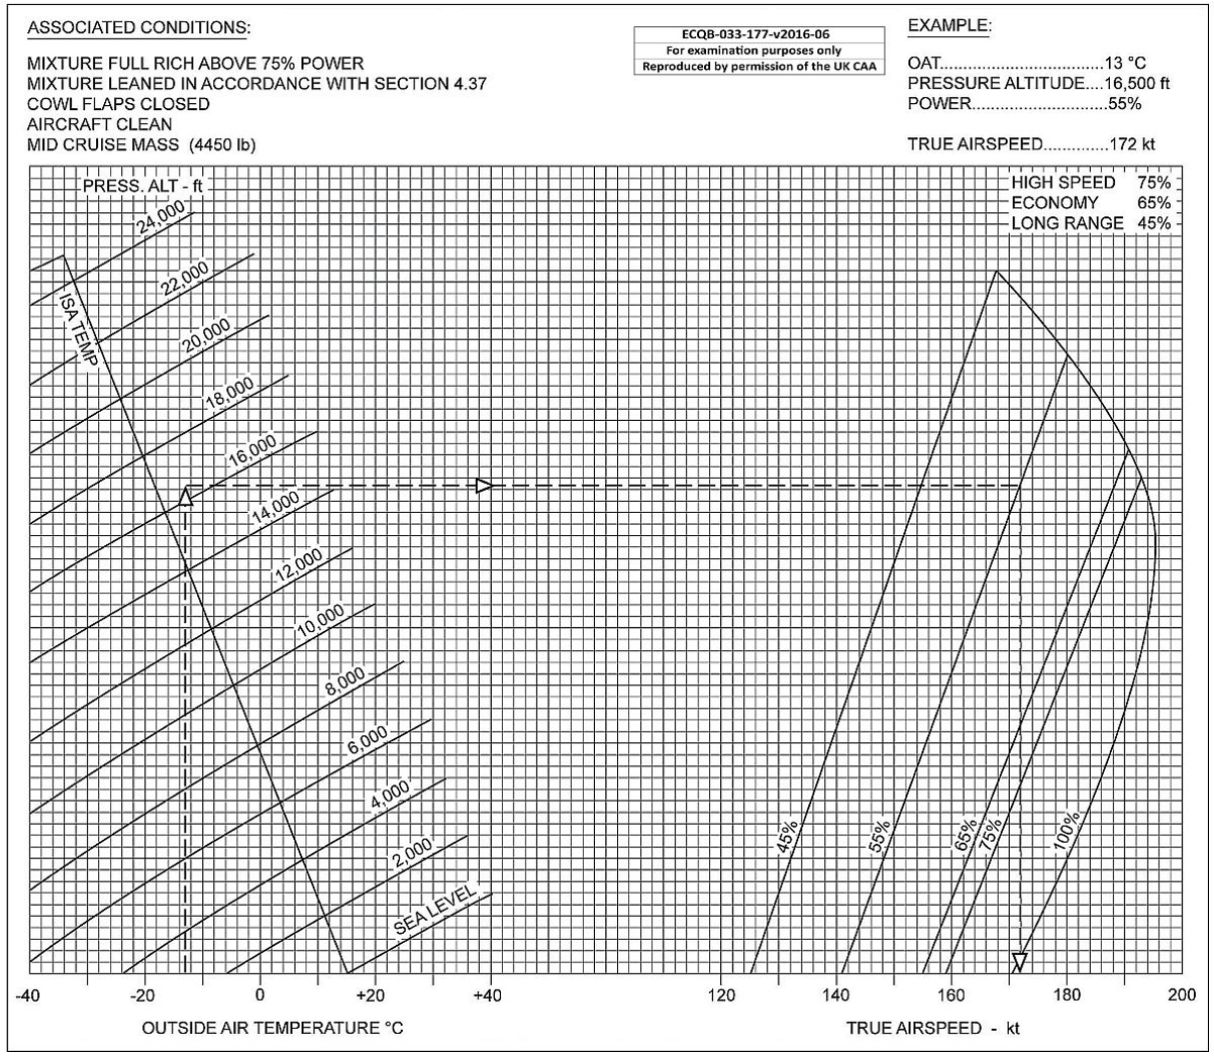 ASSOCIATED CONDITIONS:
MIXTURE FULL RICH ABOVE 75% POWER
MIXTURE LEANED IN ACCORDANCE WITH SECTION 4.37
COWL FLAPS CLOSED
AIRCRAFT CLEAN
MID CRUISE MASS (4450 lb)
ECQB-033-177-v2016-06
For examination purposes only
Reproduced by permission of the UK CAA
EXAMPLE:
OAT..................................13 °C
PRESSURE ALTITUDE....16,500 ft
POWER.............................55%
TRUE AIRSPEED..............172 kt
PRESS. ALT - ft
HIGH SPEED 75%
ECONOMY 65%
LONG RANGE 45%
24,000
22,000
ISA TEMP
20,000
18,000
16,000
14,000
12,000
10,000
8,000
6,000
4,000
2,000
SEA LEVEL
45%
55%
65%
75%
100%
-40 -20 0 +20 +40 120 140 160 180 200
OUTSIDE AIR TEMPERATURE °C
TRUE AIRSPEED - kt